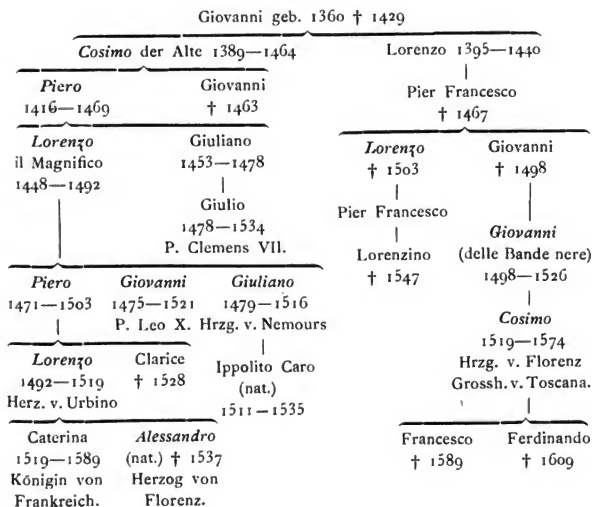 Giovanni geb. 1360 † 1429
Cosimo der Alte 1389—1464 Lorenzo 1395—1440
Piero Giovanni Pier Francesco
1416—1469 † 1463 † 1467
Lorenzo Giuliano Lorenzo Giovanni
il Magnifico 1453—1478 † 1503 † 1498
1448—1492
Giulio Pier Francesco
1478—1534 Giovanni
P. Clemens VII. Lorenzino (delle Bande nere)
† 1547 1498—1526
Piero Giovanni Giuliano
1471—1503 1475—1521 1479—1516 Cosimo
P. Leo X. Hrzg. v. Nemours 1519—1574
Lorenzo Clarice Hrzg. v. Florenz
1492—1519 † 1528 Ippolito Caro Grossh. v. Toscana.
Herz. v. Urbino (nat.)
1511—1535
Caterina Alessandro Francesco Ferdinando
1519—1589 (nat.) † 1537 † 1589 † 1609
Königin von Herzog von
Frankreich. Florenz.